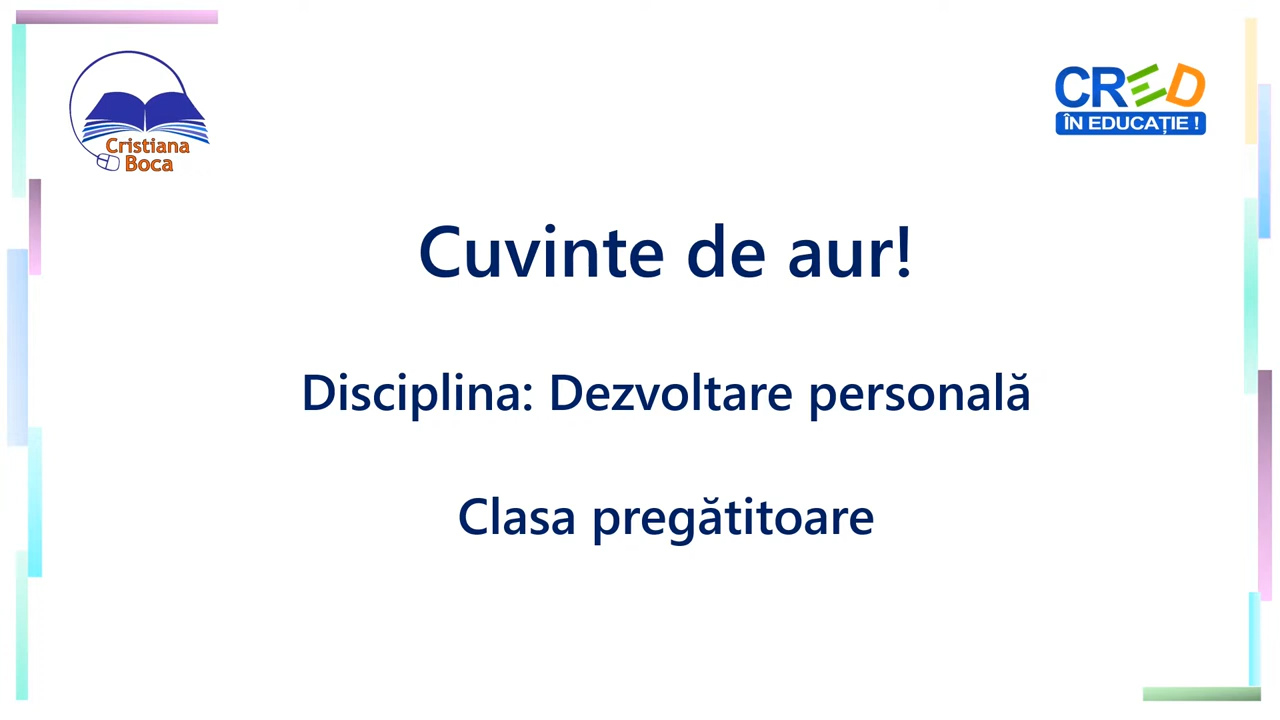 Cristiana
Boca
CRED
ÎN EDUCAȚIE !
Cuvinte de aur!
Disciplina: Dezvoltare personală
Clasa pregătitoare